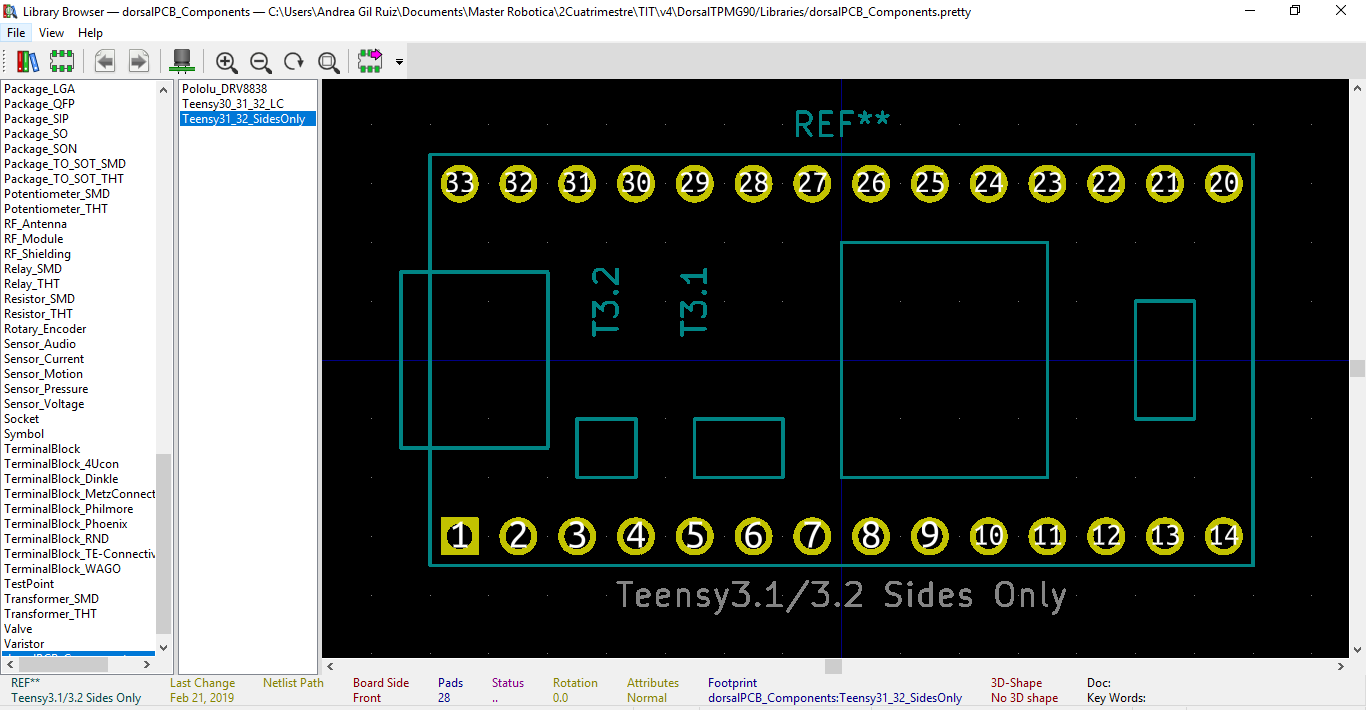 dorsalPCB_Components — C:\Users\Andrea Gil Ruiz\Documents\Master Robotica\2Cuatrimestre\TIT\v4\DorsalTPMG90/Libraries/dorsalPCB_Components.pretty
File View Help
Package_LGA
Package_QFP
Package_SIP
Package_SO
Package_SON
Package_TO_SOT_SMD
Package_TO_SOT_THT
Potentiometer_SMD
Potentiometer_THT
RF_Antenna
RF_Module
RF_Shielding
Relay_SMD
Relay_THT
Resistor_SMD
Resistor_THT
Rotary_Encoder
Sensor_Audio
Sensor_Current
Sensor_Motion
Sensor_Pressure
Sensor_Voltage
Socket
Symbol
TerminalBlock
TerminalBlock_4Ucon
TerminalBlock_Dinkle
TerminalBlock_MetzConnect
TerminalBlock_Philmore
TerminalBlock_Phoenix
TerminalBlock_RND
TerminalBlock_TE-Connectiv
TerminalBlock_WAGO
TestPoint
Transformer_SMD
Transformer_THT
Valve
Varistor
Pololu_DRV8838
Teensy30_31_32_LC
Teensy31_32_SidesOnly
REF**
33 32 31 30 29 28 27 26 25 24 23 22 21 20
T3.2
T3.1
1 2 3 4 5 6 7 8 9 10 11 12 13 14
Teensy3.1/3.2 Sides Only
REF** Last Change Netlist Path Board Side Pads Status Rotation Attributes Footprint 3D-Shape Doc:
Teensy3.1/3.2 Sides Only Feb 21, 2019 Front 28 .. 0.0 Normal dorsalPCB_Components:Teensy31_32_SidesOnly No 3D shape Key Words: